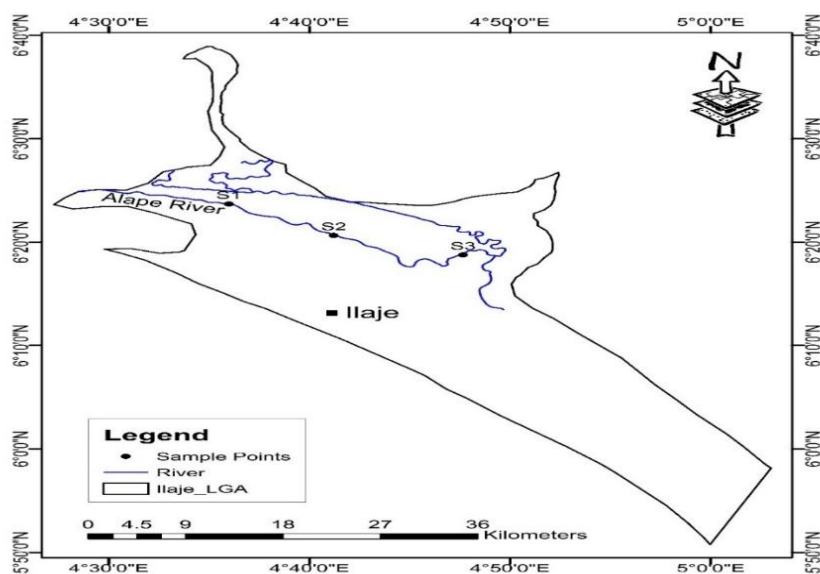 4°30'0"E 4°40'0"E 4°50'0"E 5°0'0"E
6°40'0"N 6°40'0"N
N
6°30'0"N 6°30'0"N
S1
Alape River
S2
S3
6°20'0"N 6°20'0"N
Ilaje
6°10'0"N 6°10'0"N
Legend
Sample Points
River
Ilaje_LGA
6°00'0"N 6°00'0"N
0 4.5 9 18 27 36
Kilometers
5°50'0"N 5°50'0"N
4°30'0"E 4°40'0"E 4°50'0"E 5°0'0"E